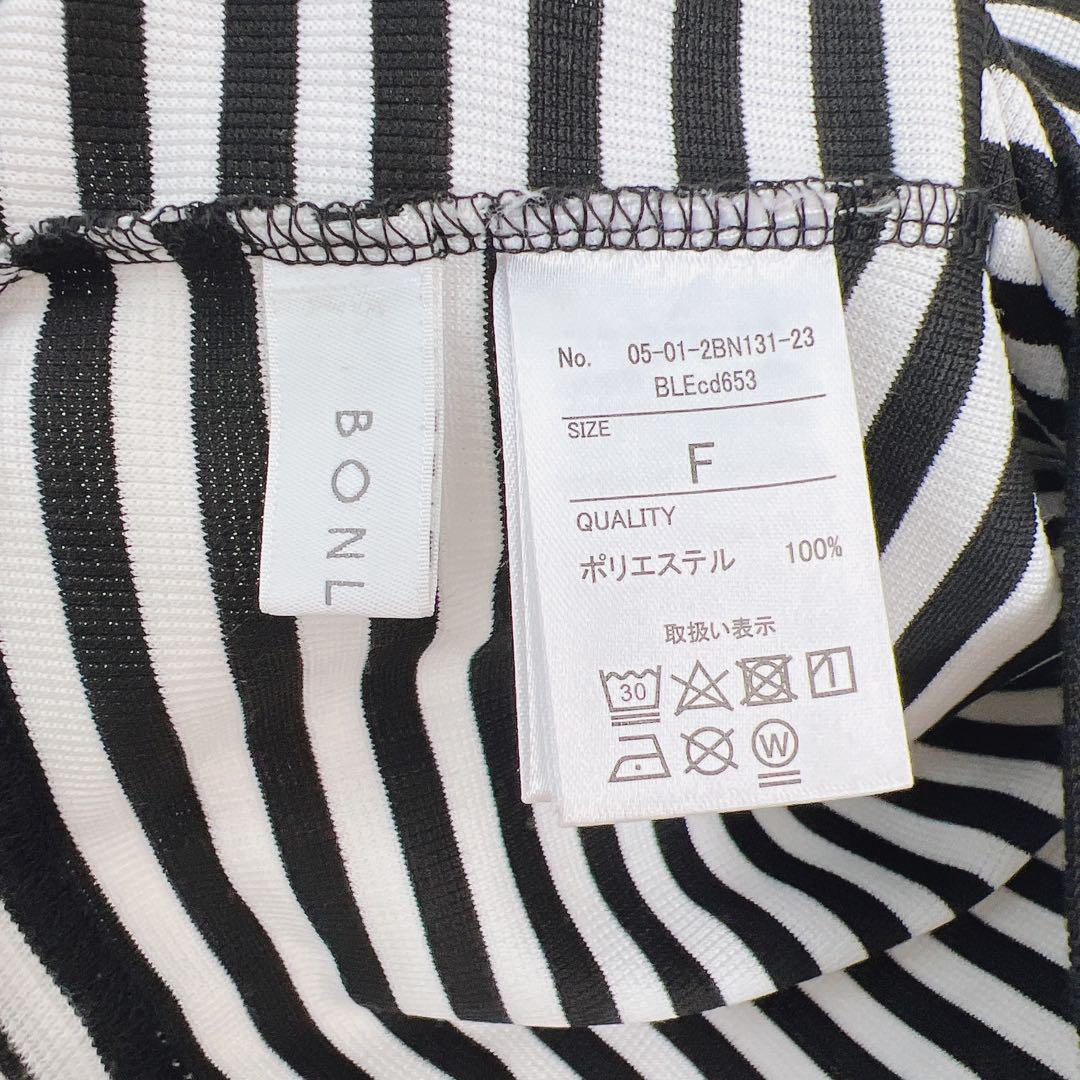 BONL
No. 05-01-2BN131-23
BLEcd653
SIZE
F
QUALITY
ポリエステル 100%
取扱い表示
30
W